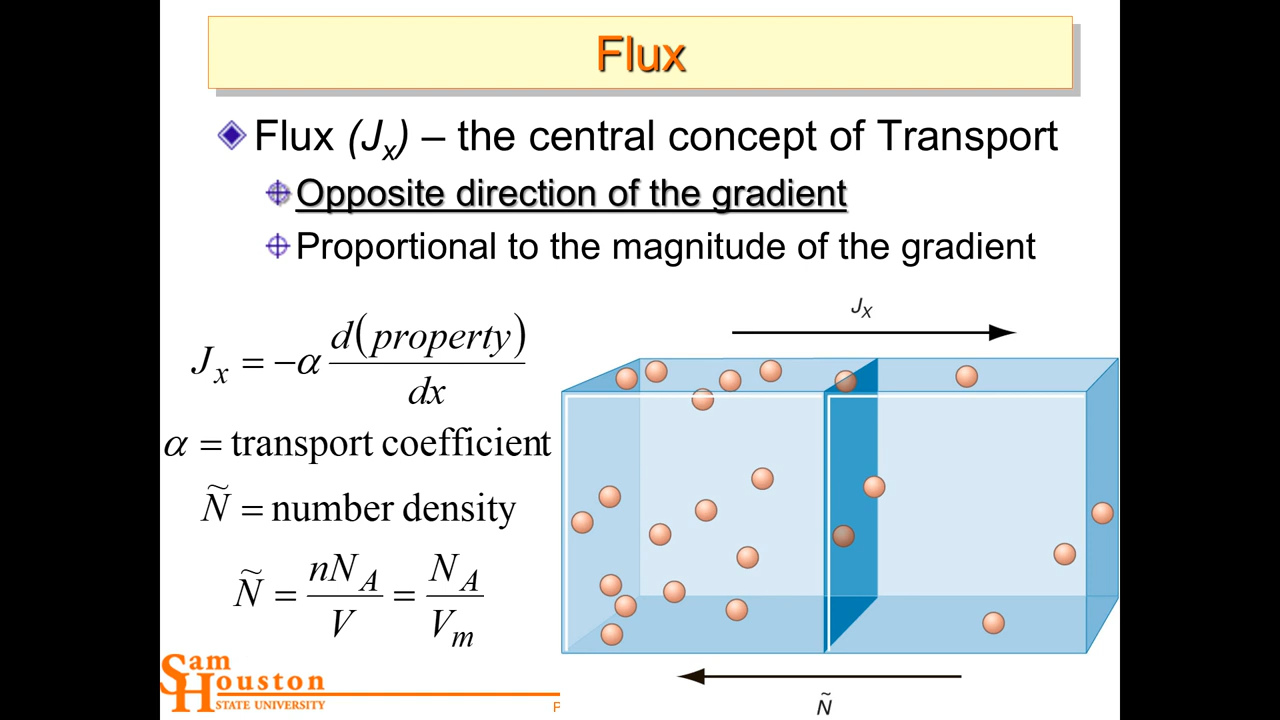 Flux
Flux (Jₓ) – the central concept of Transport
Opposite direction of the gradient
Proportional to the magnitude of the gradient
Jₓ = −α d(property)/dx
α = transport coefficient
Ñ = number density
Ñ = nN_A/V = N_A/V_m
J_X
Ñ
Sam
Houston
STATE UNIVERSITY
P